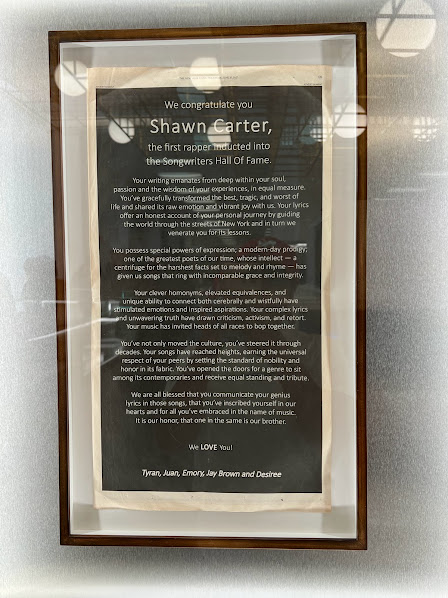 We congratulate you
Shawn Carter,
the first rapper inducted into
the Songwriters Hall Of Fame.
Your writing emanates from deep within your soul,
passion and the wisdom of your experiences, in equal measure.
You've gracefully transformed the best, tragic, and worst of
life and shared its raw emotion and vibrant joy with us. Your lyrics
offer an honest account of your personal journey by guiding
the world through the streets of New York and in turn we
venerate you for its lessons.
You possess special powers of expression; a modern-day prodigy,
one of the greatest poets of our time, whose intellect — a
centrifuge for the harshest facts set to melody and rhyme — has
given us songs that ring with incomparable grace and integrity.
Your clever homonyms, elevated equivalences, and
unique ability to connect both cerebrally and wistfully have
stimulated emotions and inspired aspirations. Your complex lyrics
and unwavering truth have drawn criticism, activism, and retort.
Your music has invited heads of all races to bop together.
You've not only moved the culture, you've steered it through
decades. Your songs have reached heights, earning the universal
respect of your peers by setting the standard of nobility and
honor in its fabric. You've opened the doors for a genre to sit
among its contemporaries and receive equal standing and tribute.
We are all blessed that you communicate your genius
lyrics in those songs, that you've inscribed yourself in our
hearts and for all you've embraced in the name of music.
It is our honor, that one in the same is our brother.
We LOVE You!
Tyran, Juan, Emory, Jay Brown and Desiree